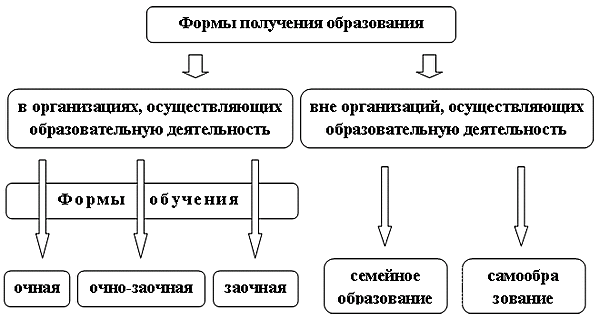 Формы получения образования
в организациях, осуществляющих
образовательную деятельность
вне организаций, осуществляющих
образовательную деятельность
Формы обучения
очная
очно-заочная
заочная
семейное
образование
самообра
зование